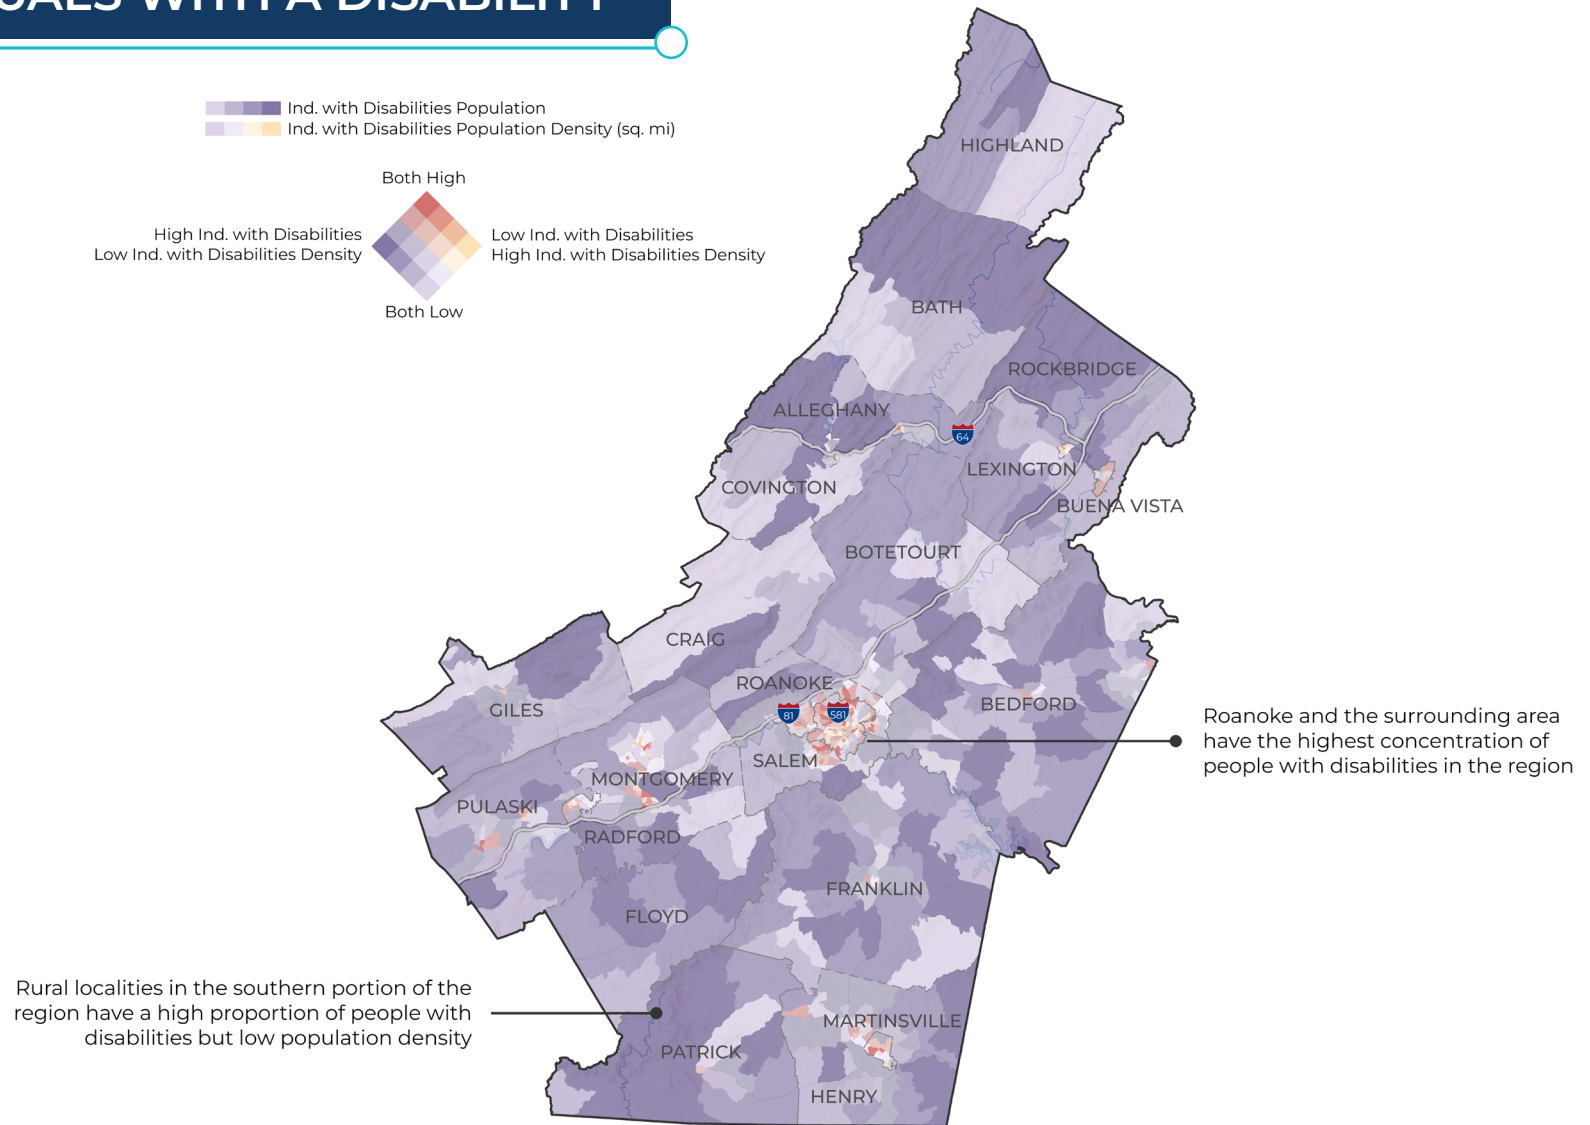 WITH A DISABILITY
Ind. with Disabilities Population
Ind. with Disabilities Population Density (sq. mi)
Both High
High Ind. with Disabilities
Low Ind. with Disabilities Density
Low Ind. with Disabilities
High Ind. with Disabilities Density
Both Low
HIGHLAND
BATH
ROCKBRIDGE
ALLEGHANY
64
LEXINGTON
COVINGTON
BUENA VISTA
BOTETOURT
CRAIG
ROANOKE
GILES
BEDFORD
81
581
Roanoke and the surrounding area
have the highest concentration of
people with disabilities in the region
SALEM
MONTGOMERY
PULASKI
RADFORD
FRANKLIN
FLOYD
Rural localities in the southern portion of the
region have a high proportion of people with
disabilities but low population density
MARTINSVILLE
PATRICK
HENRY